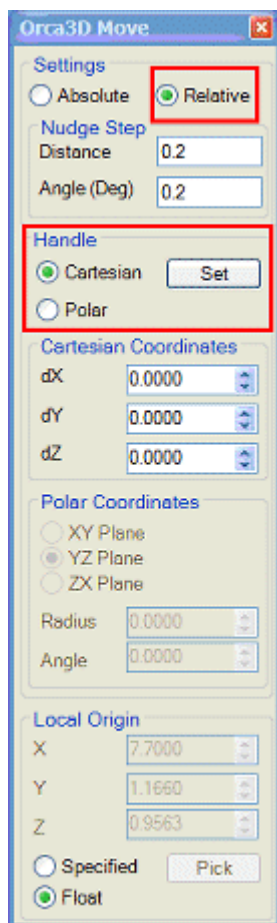 Orca3D Move
Settings
Absolute Relative
Nudge Step
Distance 0.2
Angle (Deg) 0.2
Handle
Cartesian Set
Polar
Cartesian Coordinates
dX 0.0000
dY 0.0000
dZ 0.0000
Polar Coordinates
XY Plane
YZ Plane
ZX Plane
Radius 0.0000
Angle 0.0000
Local Origin
X 7.7000
Y 1.1660
Z 0.9563
Specified Pick
Float